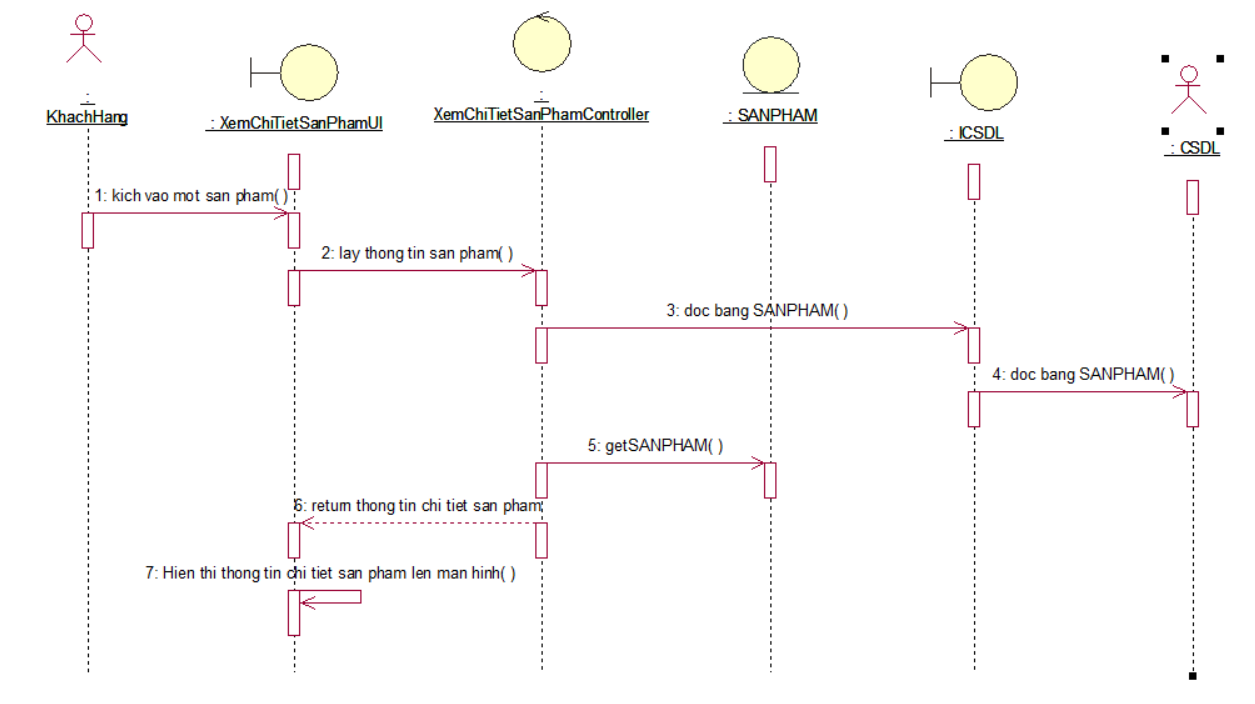 :
KhachHang
: XemChiTietSanPhamUI
:
XemChiTietSanPhamController
: SANPHAM
: ICSDL
: CSDL
1: kich vao mot san pham( )
2: lay thong tin san pham( )
3: doc bang SANPHAM( )
4: doc bang SANPHAM( )
5: getSANPHAM( )
6: return thong tin chi tiet san pham
7: Hien thi thong tin chi tiet san pham len man hinh( )